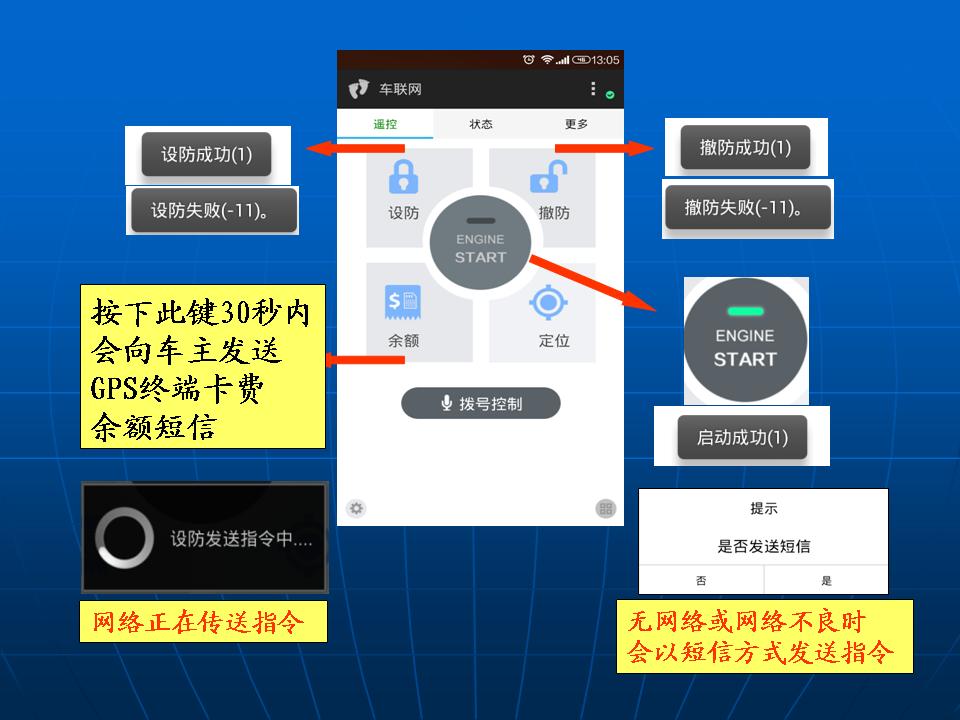 13:05
车联网
遥控
状态
更多
设防成功(1)
设防失败(-11)。
撤防成功(1)
撤防失败(-11)。
设防
撤防
ENGINE
START
余额
定位
拨号控制
按下此键30秒内
会向车主发送
GPS终端卡费
余额短信
ENGINE
START
启动成功(1)
设防发送指令中....
网络正在传送指令
提示
是否发送短信
否
是
无网络或网络不良时
会以短信方式发送指令